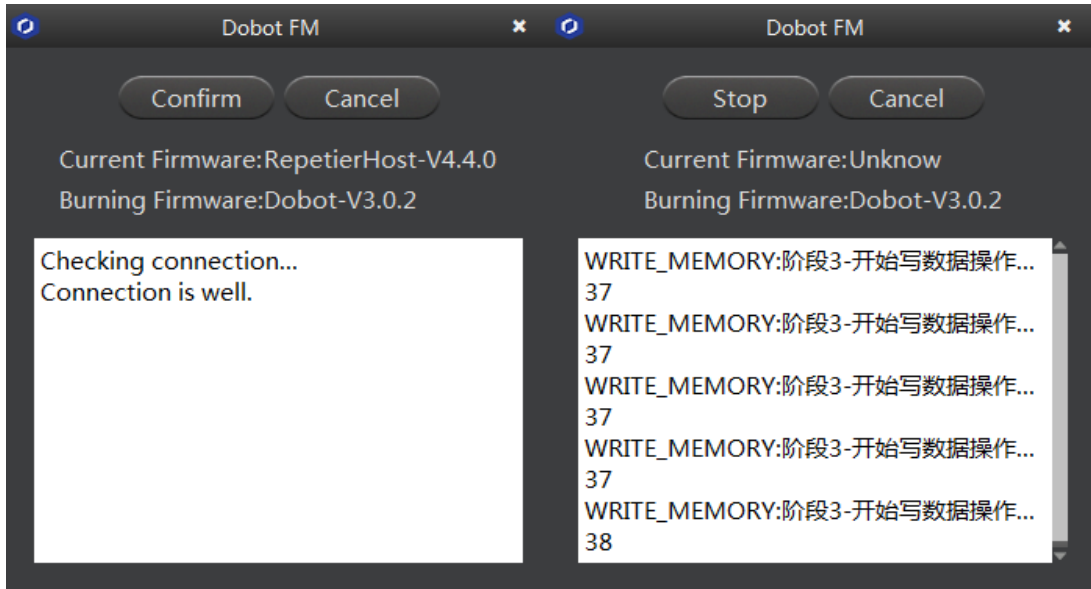 Dobot FM
Confirm
Cancel
Current Firmware:RepetierHost-V4.4.0
Burning Firmware:Dobot-V3.0.2
Checking connection...
Connection is well.
Dobot FM
Stop
Cancel
Current Firmware:Unknow
Burning Firmware:Dobot-V3.0.2
WRITE_MEMORY:阶段3-开始写数据操作...
37
WRITE_MEMORY:阶段3-开始写数据操作...
37
WRITE_MEMORY:阶段3-开始写数据操作...
37
WRITE_MEMORY:阶段3-开始写数据操作...
37
WRITE_MEMORY:阶段3-开始写数据操作...
38